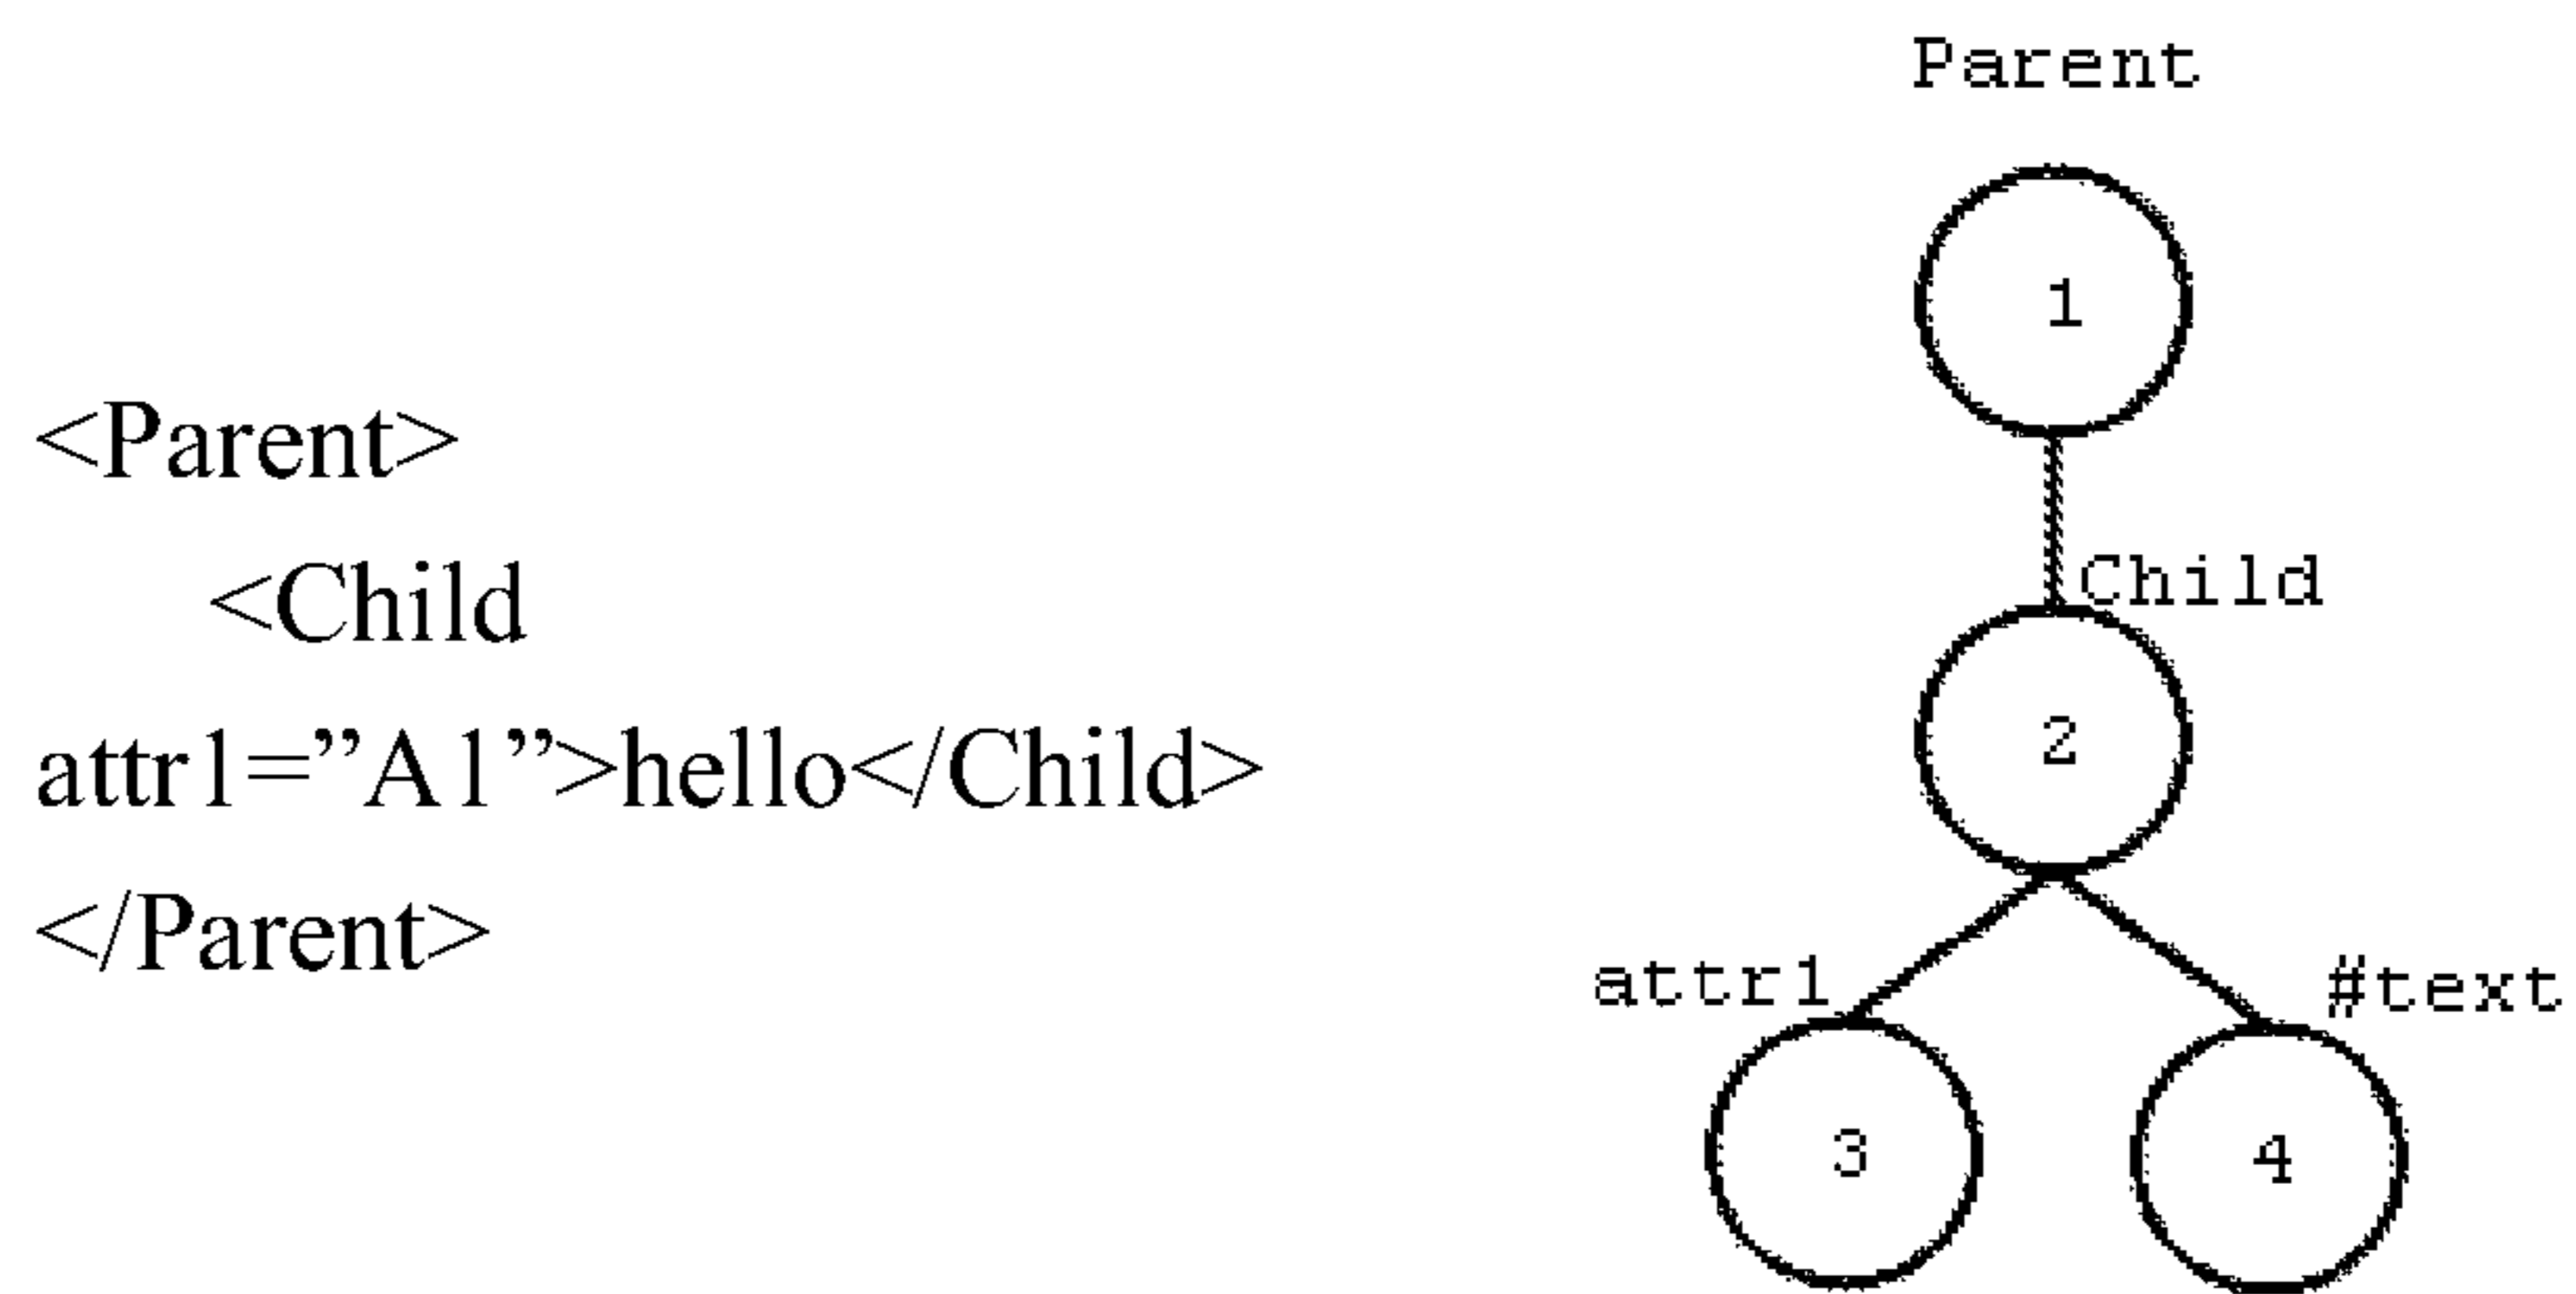 <Parent>
<Child
attr1=”A1”>hello</Child>
</Parent>
Parent
1
Child
2
attr1
#text
3
4